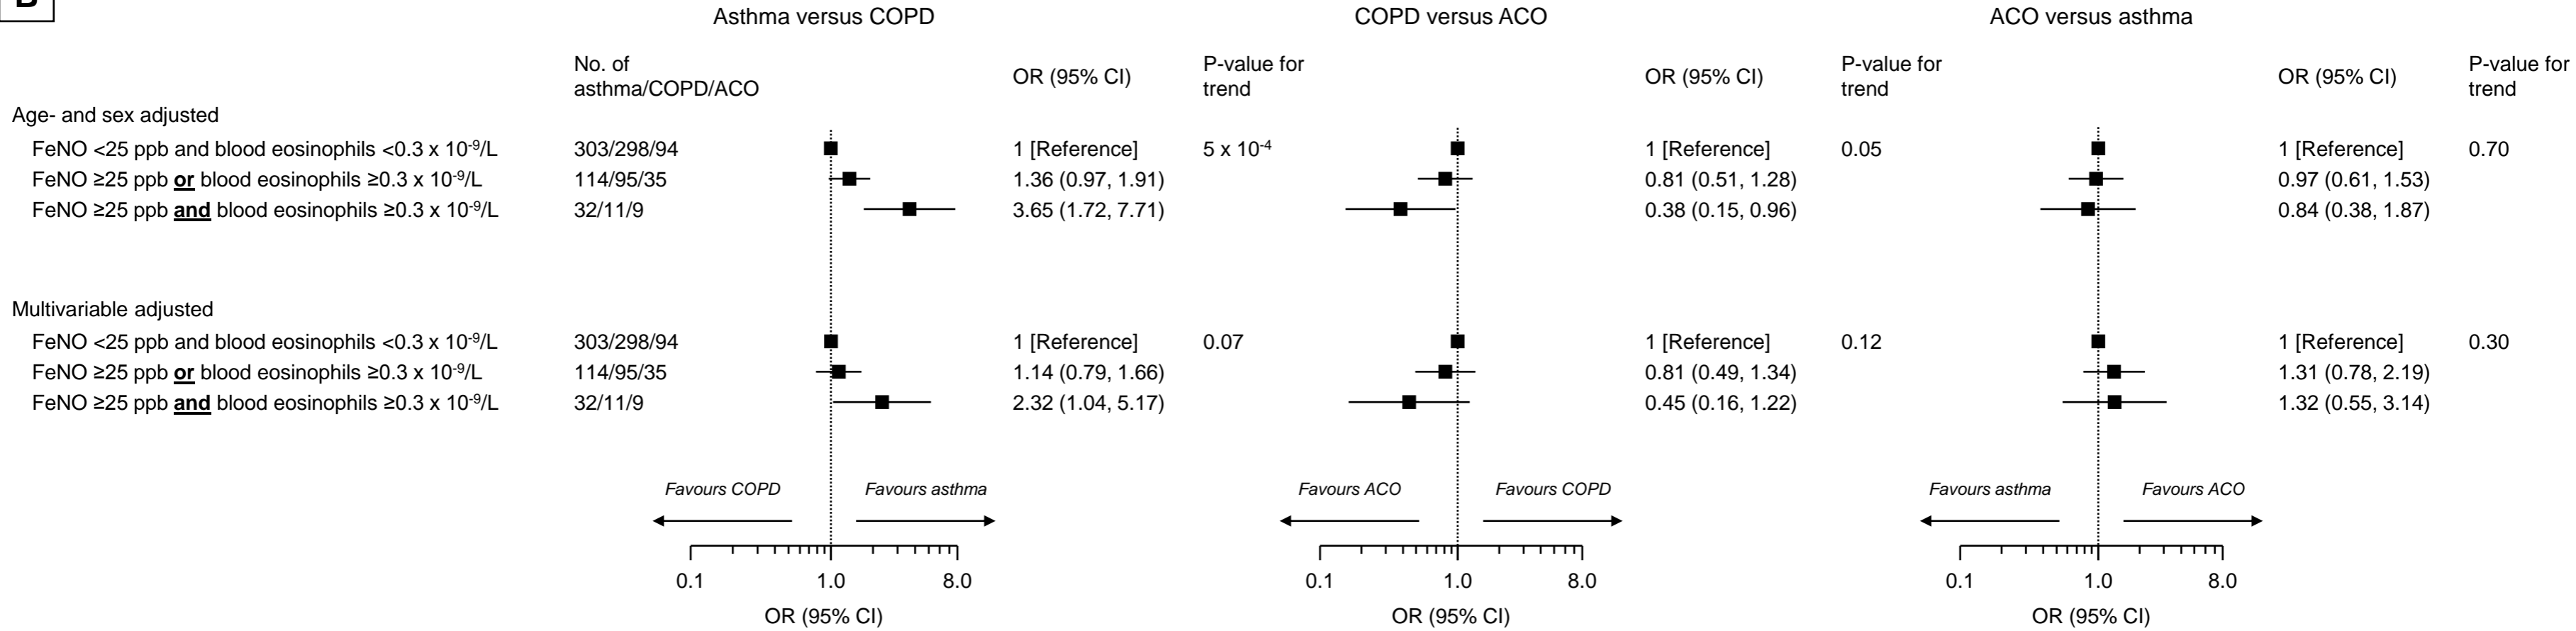 B
Asthma versus COPD COPD versus ACO ACO versus asthma
No. of asthma/COPD/ACO OR (95% CI) P-value for trend OR (95% CI) P-value for trend OR (95% CI) P-value for trend
Age- and sex adjusted
FeNO <25 ppb and blood eosinophils <0.3 x 10⁻⁹/L 303/298/94 1 [Reference] 5 x 10⁻⁴ 1 [Reference] 0.05 1 [Reference] 0.70
FeNO ≥25 ppb or blood eosinophils ≥0.3 x 10⁻⁹/L 114/95/35 1.36 (0.97, 1.91) 0.81 (0.51, 1.28) 0.97 (0.61, 1.53)
FeNO ≥25 ppb and blood eosinophils ≥0.3 x 10⁻⁹/L 32/11/9 3.65 (1.72, 7.71) 0.38 (0.15, 0.96) 0.84 (0.38, 1.87)
Multivariable adjusted
FeNO <25 ppb and blood eosinophils <0.3 x 10⁻⁹/L 303/298/94 1 [Reference] 0.07 1 [Reference] 0.12 1 [Reference] 0.30
FeNO ≥25 ppb or blood eosinophils ≥0.3 x 10⁻⁹/L 114/95/35 1.14 (0.79, 1.66) 0.81 (0.49, 1.34) 1.31 (0.78, 2.19)
FeNO ≥25 ppb and blood eosinophils ≥0.3 x 10⁻⁹/L 32/11/9 2.32 (1.04, 5.17) 0.45 (0.16, 1.22) 1.32 (0.55, 3.14)
Favours COPD Favours asthma Favours ACO Favours COPD Favours asthma Favours ACO
0.1 1.0 8.0 0.1 1.0 8.0 0.1 1.0 8.0
OR (95% CI) OR (95% CI) OR (95% CI)